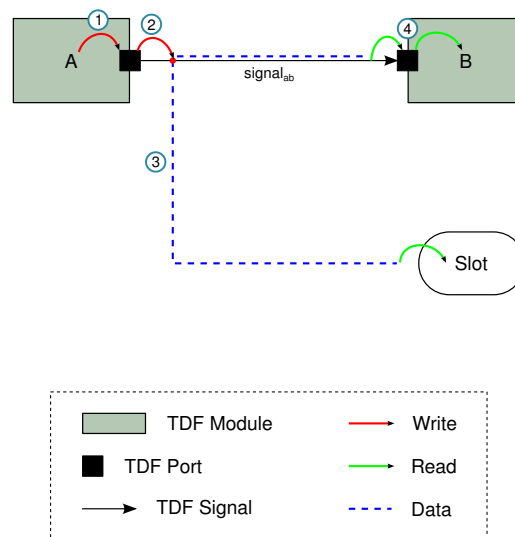 1 2 4
A B
signal_ab
3
Slot
TDF Module Write
TDF Port Read
TDF Signal Data